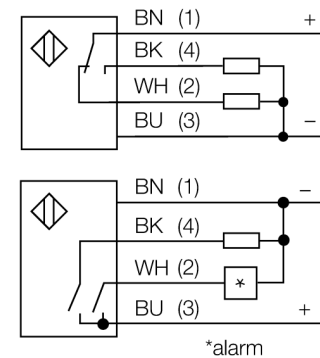 BN (1) +
BK (4)
WH (2)
BU (3) −
BN (1) −
BK (4)
WH (2)
*
BU (3) +
*alarm